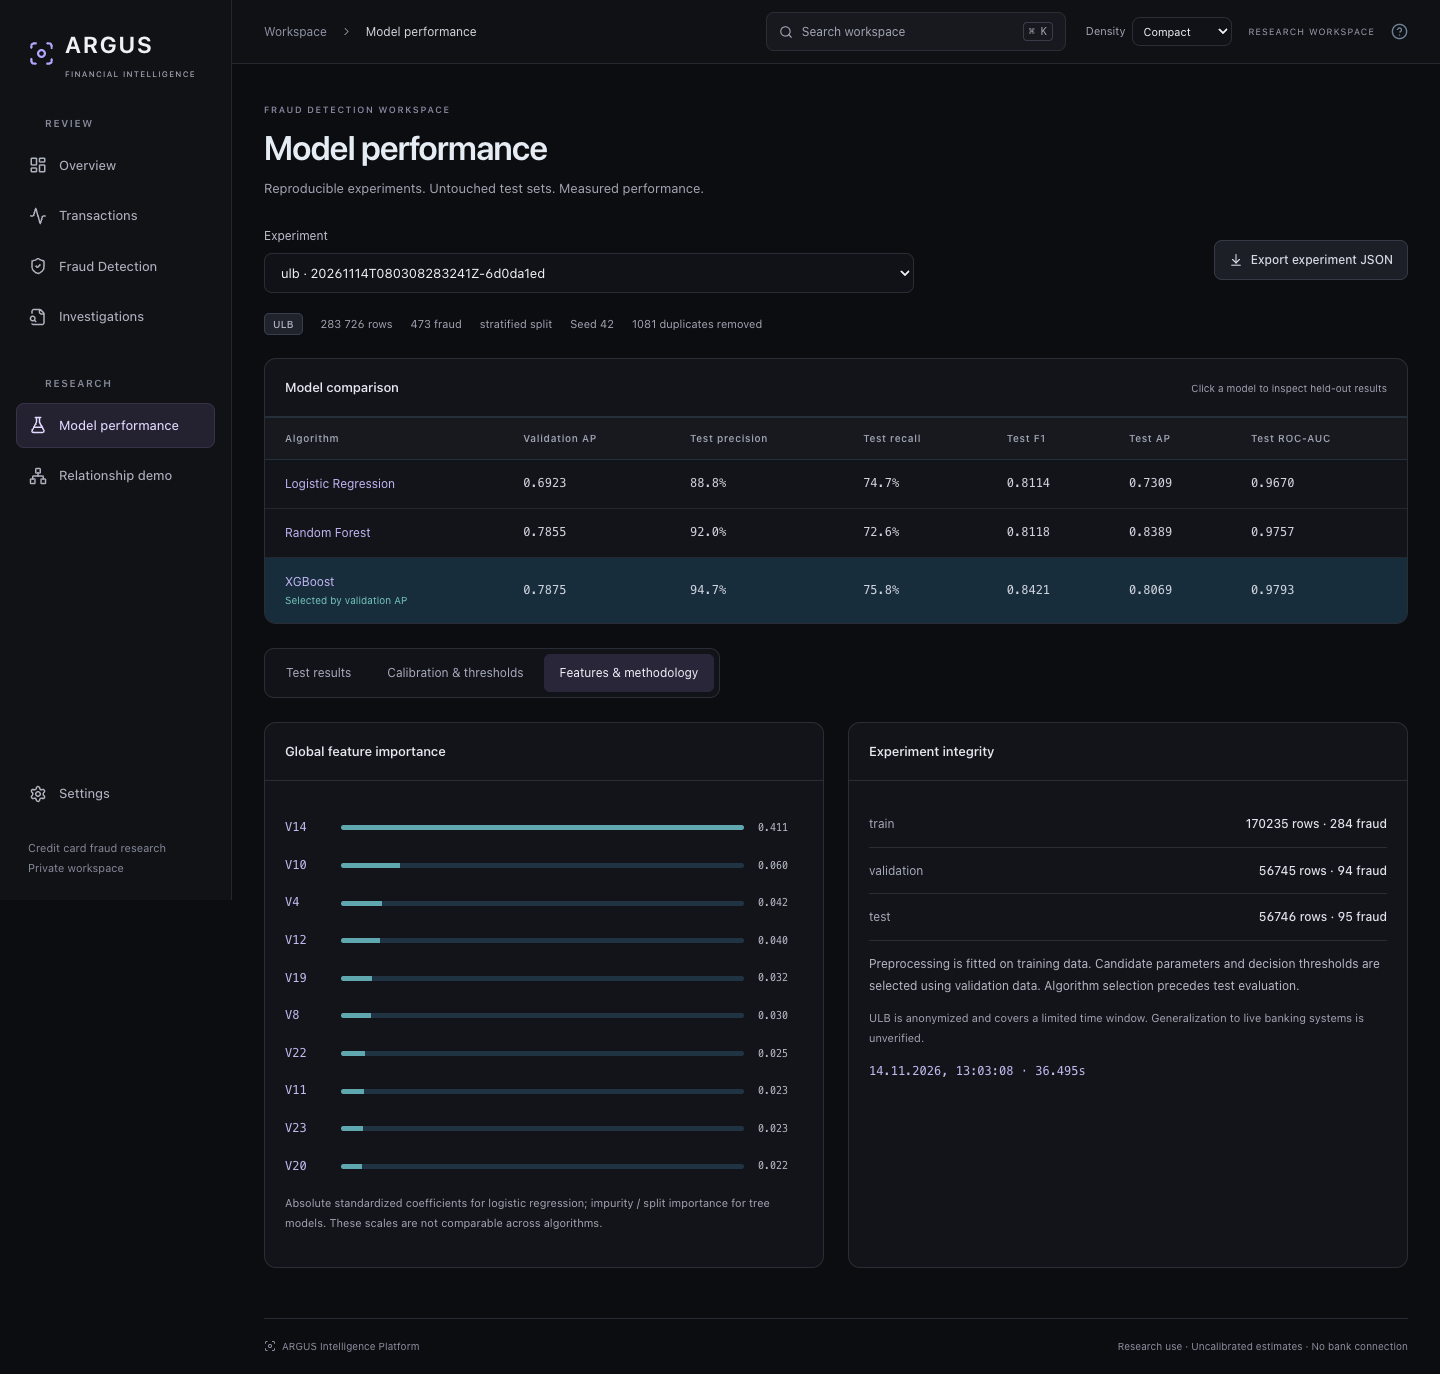 ARGUS
FINANCIAL INTELLIGENCE
REVIEW
Overview
Transactions
Fraud Detection
Investigations
RESEARCH
Model performance
Relationship demo
Settings
Credit card fraud research
Private workspace
Workspace > Model performance
Search workspace ⌘ K
Density Compact
RESEARCH WORKSPACE
FRAUD DETECTION WORKSPACE
Model performance
Reproducible experiments. Untouched test sets. Measured performance.
Experiment
ulb · 20261114T080308283241Z-6d0da1ed
Export experiment JSON
ULB 283 726 rows 473 fraud stratified split Seed 42 1081 duplicates removed
Model comparison Click a model to inspect held-out results
Algorithm Validation AP Test precision Test recall Test F1 Test AP Test ROC-AUC
Logistic Regression 0.6923 88.8% 74.7% 0.8114 0.7309 0.9670
Random Forest 0.7855 92.0% 72.6% 0.8118 0.8389 0.9757
XGBoost 0.7875 94.7% 75.8% 0.8421 0.8069 0.9793
Selected by validation AP
Test results Calibration & thresholds Features & methodology
Global feature importance
V14 0.411
V10 0.060
V4 0.042
V12 0.040
V19 0.032
V8 0.030
V22 0.025
V11 0.023
V23 0.023
V20 0.022
Absolute standardized coefficients for logistic regression; impurity / split importance for tree
models. These scales are not comparable across algorithms.
Experiment integrity
train 170235 rows · 284 fraud
validation 56745 rows · 94 fraud
test 56746 rows · 95 fraud
Preprocessing is fitted on training data. Candidate parameters and decision thresholds are
selected using validation data. Algorithm selection precedes test evaluation.
ULB is anonymized and covers a limited time window. Generalization to live banking systems is
unverified.
14.11.2026, 13:03:08 · 36.495s
ARGUS Intelligence Platform
Research use · Uncalibrated estimates · No bank connection